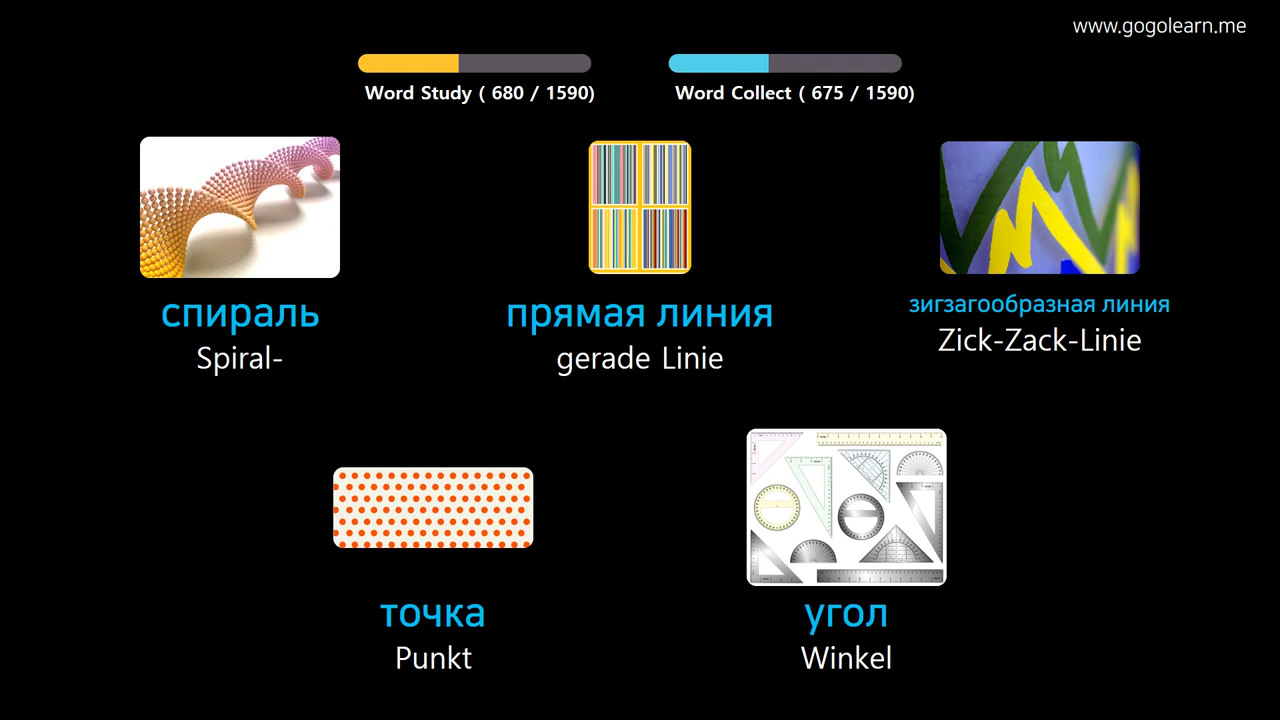 www.gogolearn.me
Word Study ( 680 / 1590)
Word Collect ( 675 / 1590)
спираль
Spiral-
прямая линия
gerade Linie
зигзагообразная линия
Zick-Zack-Linie
точка
Punkt
угол
Winkel